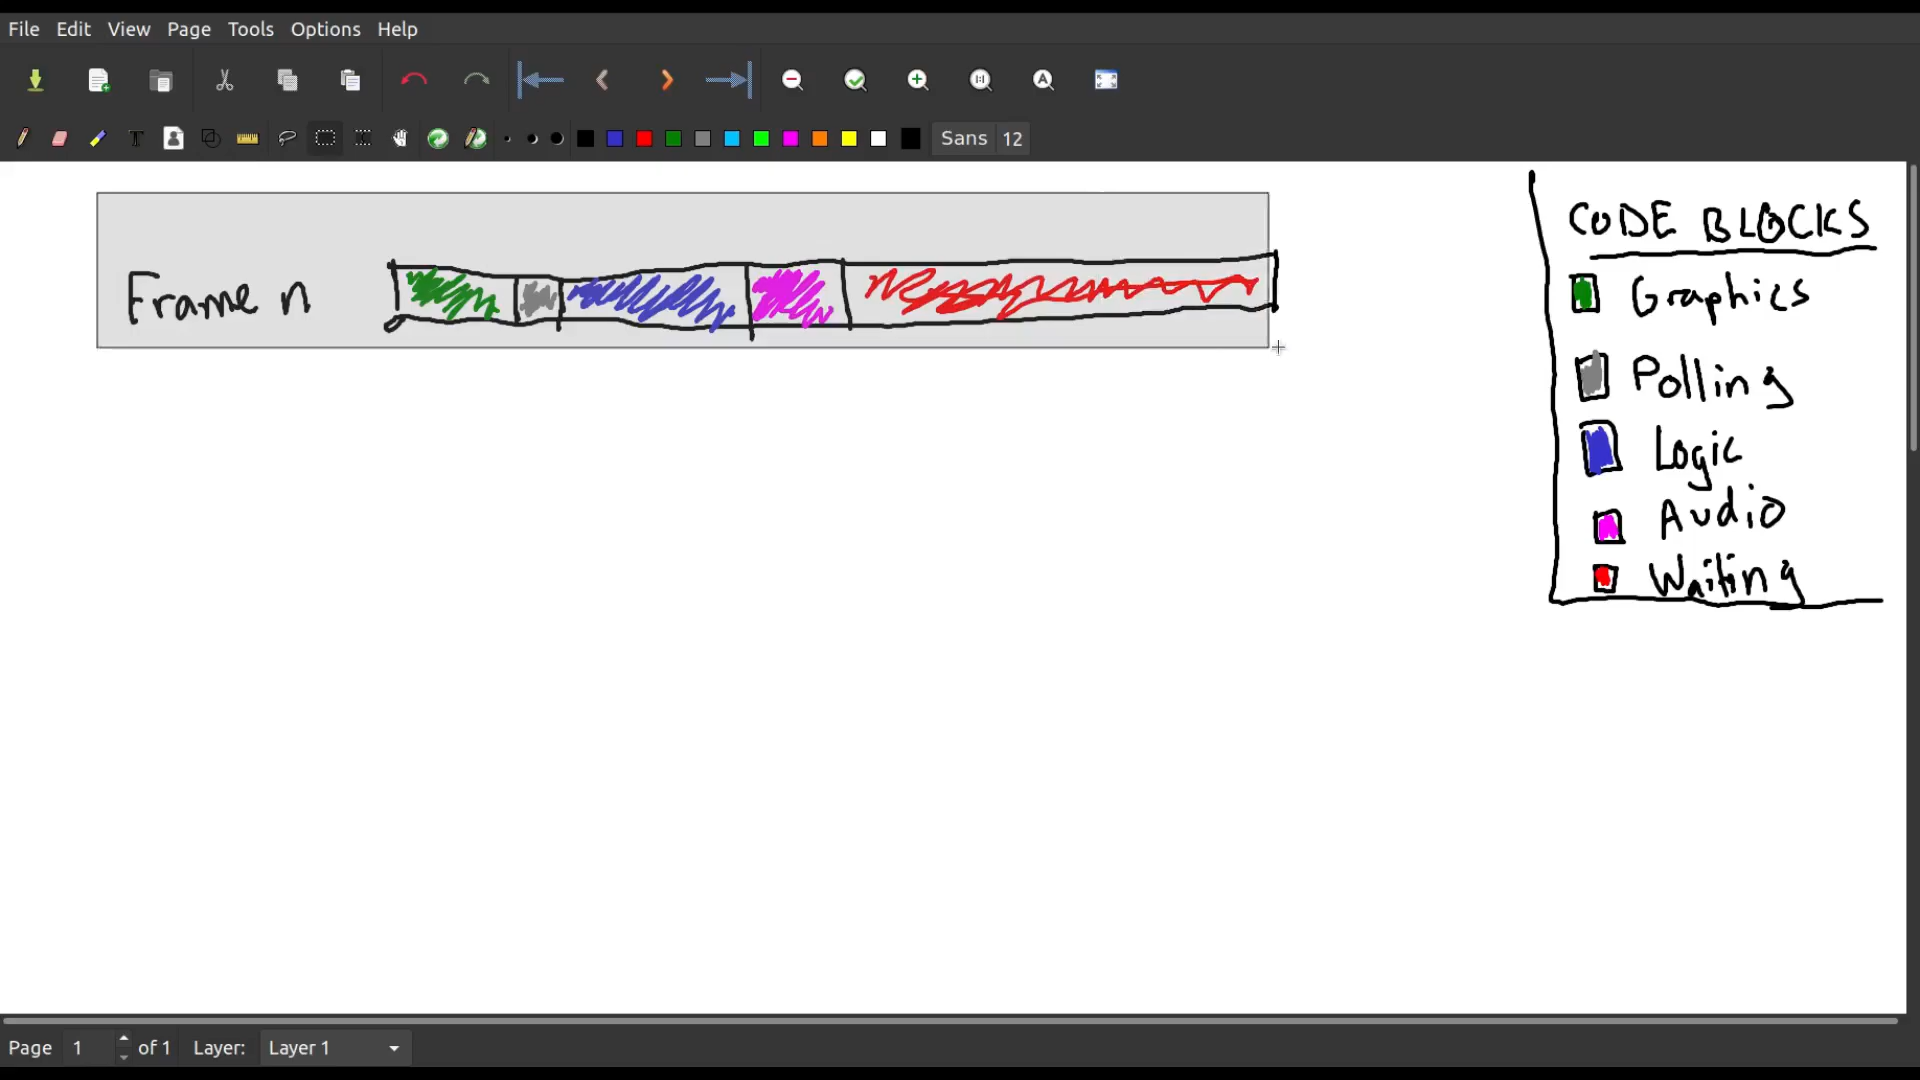 File Edit View Page Tools Options Help
Sans 12
CODE BLOCKS
Frame n
Graphics
Polling
Logic
Audio
Waiting
Page 1 of 1 Layer: Layer 1